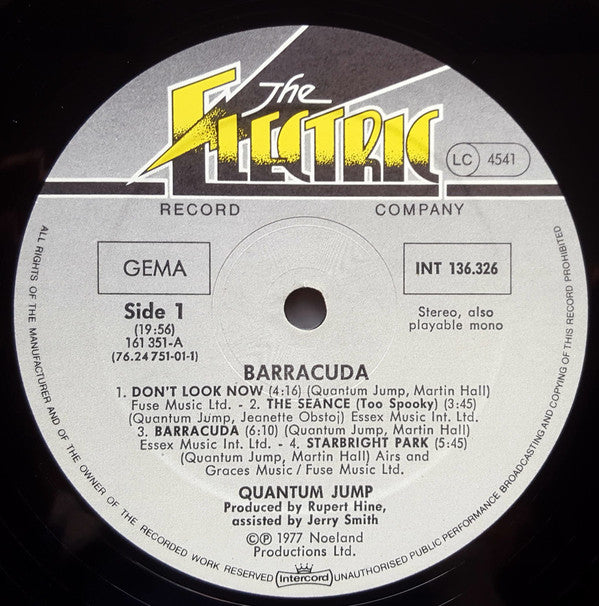 The
ELECTRIC
LC 4541
RECORD COMPANY
GEMA
INT 136.326
Side 1
(19:56)
161 351-A
(76.24 751-01-1)
Stereo, also
playable mono
BARRACUDA
1. DON'T LOOK NOW (4:16) (Quantum Jump, Martin Hall)
Fuse Music Ltd. - 2. THE SEANCE (Too Spooky) (3:45)
(Quantum Jump, Jeanette Obstoj) Essex Music Int. Ltd.
3. BARRACUDA (6:10) (Quantum Jump, Martin Hall)
Essex Music Int. Ltd. - 4. STARBRIGHT PARK (5:45)
(Quantum Jump, Martin Hall) Airs and
Graces Music / Fuse Music Ltd.
QUANTUM JUMP
Produced by Rupert Hine,
assisted by Jerry Smith
©℗ 1977 Noeland
Productions Ltd.
ALL RIGHTS OF THE MANUFACTURER AND OF THE OWNER OF THE RECORDED WORK RESERVED
Intercord
UNAUTHORISED PUBLIC PERFORMANCE BROADCASTING AND COPYING OF THIS RECORD PROHIBITED